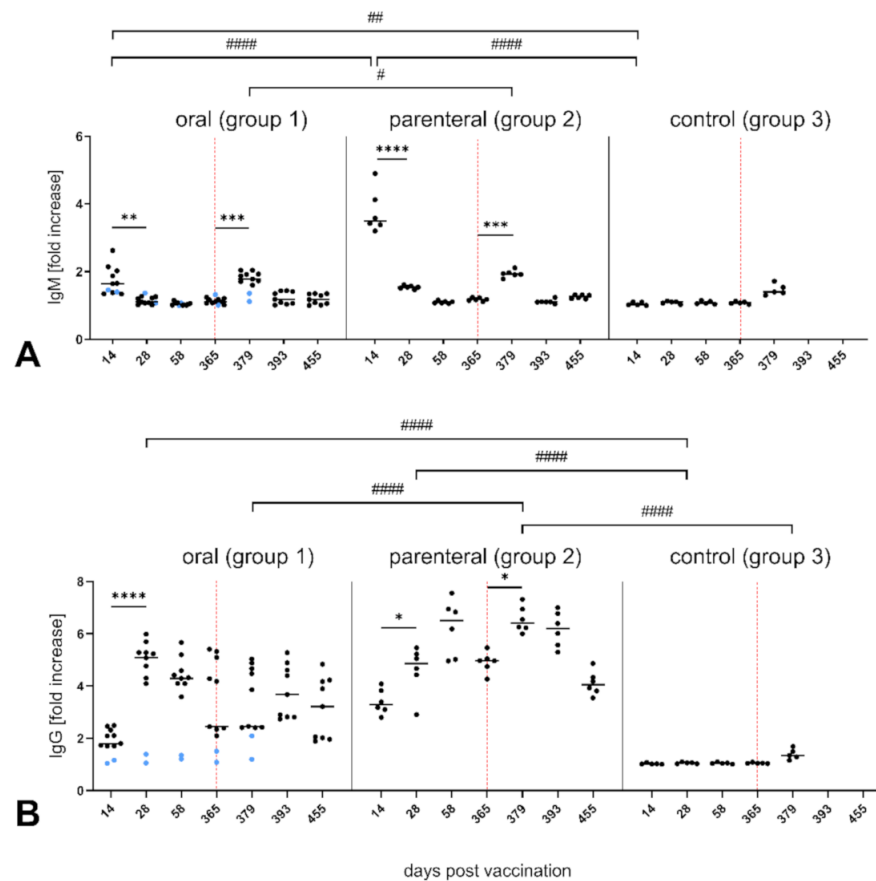 ##
####
####
#
oral (group 1)
parenteral (group 2)
control (group 3)
IgM [fold increase]
6
4
2
0
**
***
****
***
A
14 28 58 365 379 393 455 14 28 58 365 379 393 455 14 28 58 365 379 393 455
####
####
####
####
oral (group 1)
parenteral (group 2)
control (group 3)
IgG [fold increase]
8
6
4
2
0
****
*
*
B
14 28 58 365 379 393 455 14 28 58 365 379 393 455 14 28 58 365 379 393 455
days post vaccination